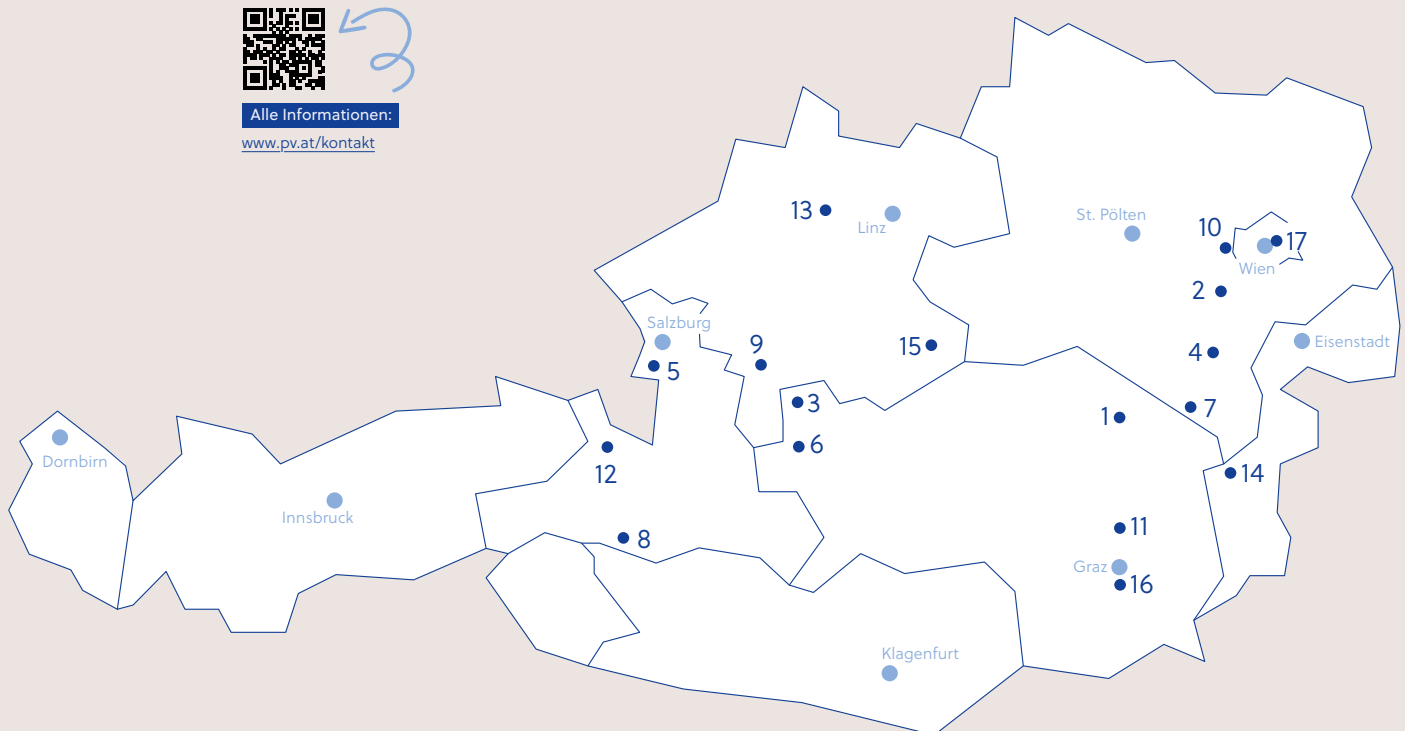 Alle Informationen:
www.pv.at/kontakt
13
Linz
St. Pölten
10
17
Wien
2
Salzburg
5
9
15
4
Eisenstadt
3
6
1
7
Dornbirn
12
14
Innsbruck
8
11
Graz
16
Klagenfurt